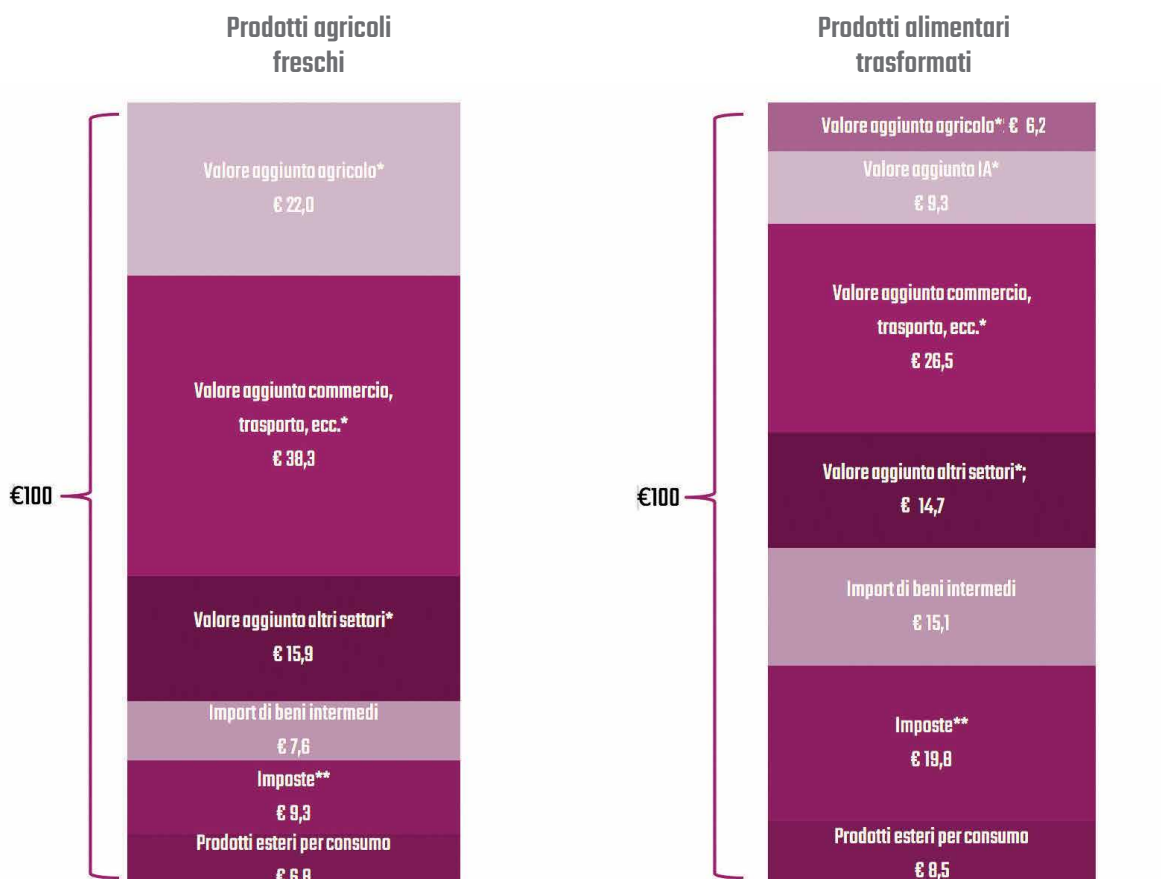 Prodotti agricoli
freschi
Valore aggiunto agricolo*
€ 22,0
Valore aggiunto commercio,
trasporto, ecc.*
€ 38,3
€100
Valore aggiunto altri settori*
€ 15,9
Import di beni intermedi
€ 7,6
Imposte**
€ 9,3
Prodotti esteri per consumo
€ 6,8
Prodotti alimentari
trasformati
Valore aggiunto agricolo*: € 6,2
Valore aggiunto IA*
€ 9,3
Valore aggiunto commercio,
trasporto, ecc.*
€ 26,5
€100
Valore aggiunto altri settori*;
€ 14,7
Import di beni intermedi
€ 15,1
Imposte**
€ 19,8
Prodotti esteri per consumo
€ 8,5